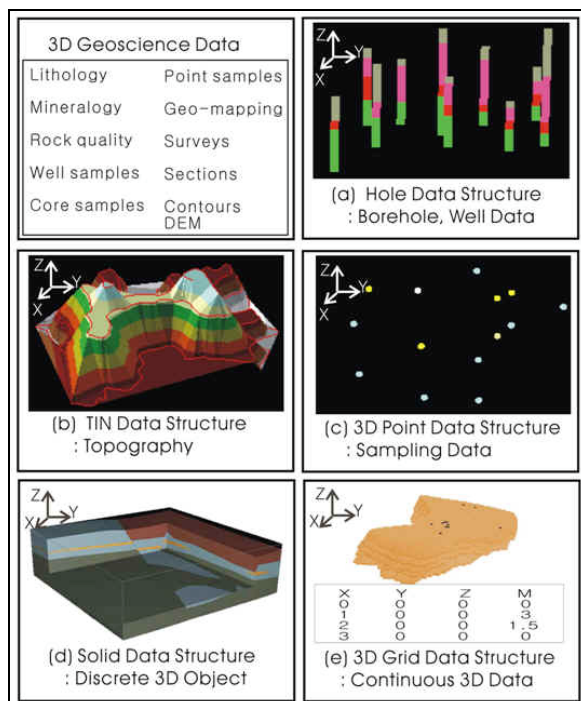 3D Geoscience Data
Lithology Point samples
Mineralogy Geo-mapping
Rock quality Surveys
Well samples Sections
Core samples Contours
DEM
Z
Y
X
(a) Hole Data Structure
: Borehole, Well Data
Z
Y
X
(b) TIN Data Structure
: Topography
Z
Y
X
(c) 3D Point Data Structure
: Sampling Data
Z
Y
X
(d) Solid Data Structure
: Discrete 3D Object
Z
Y
X
X Y Z M
0 0 0 0
1 0 0 3
2 0 0 1.5
3 0 0 0
(e) 3D Grid Data Structure
: Continuous 3D Data